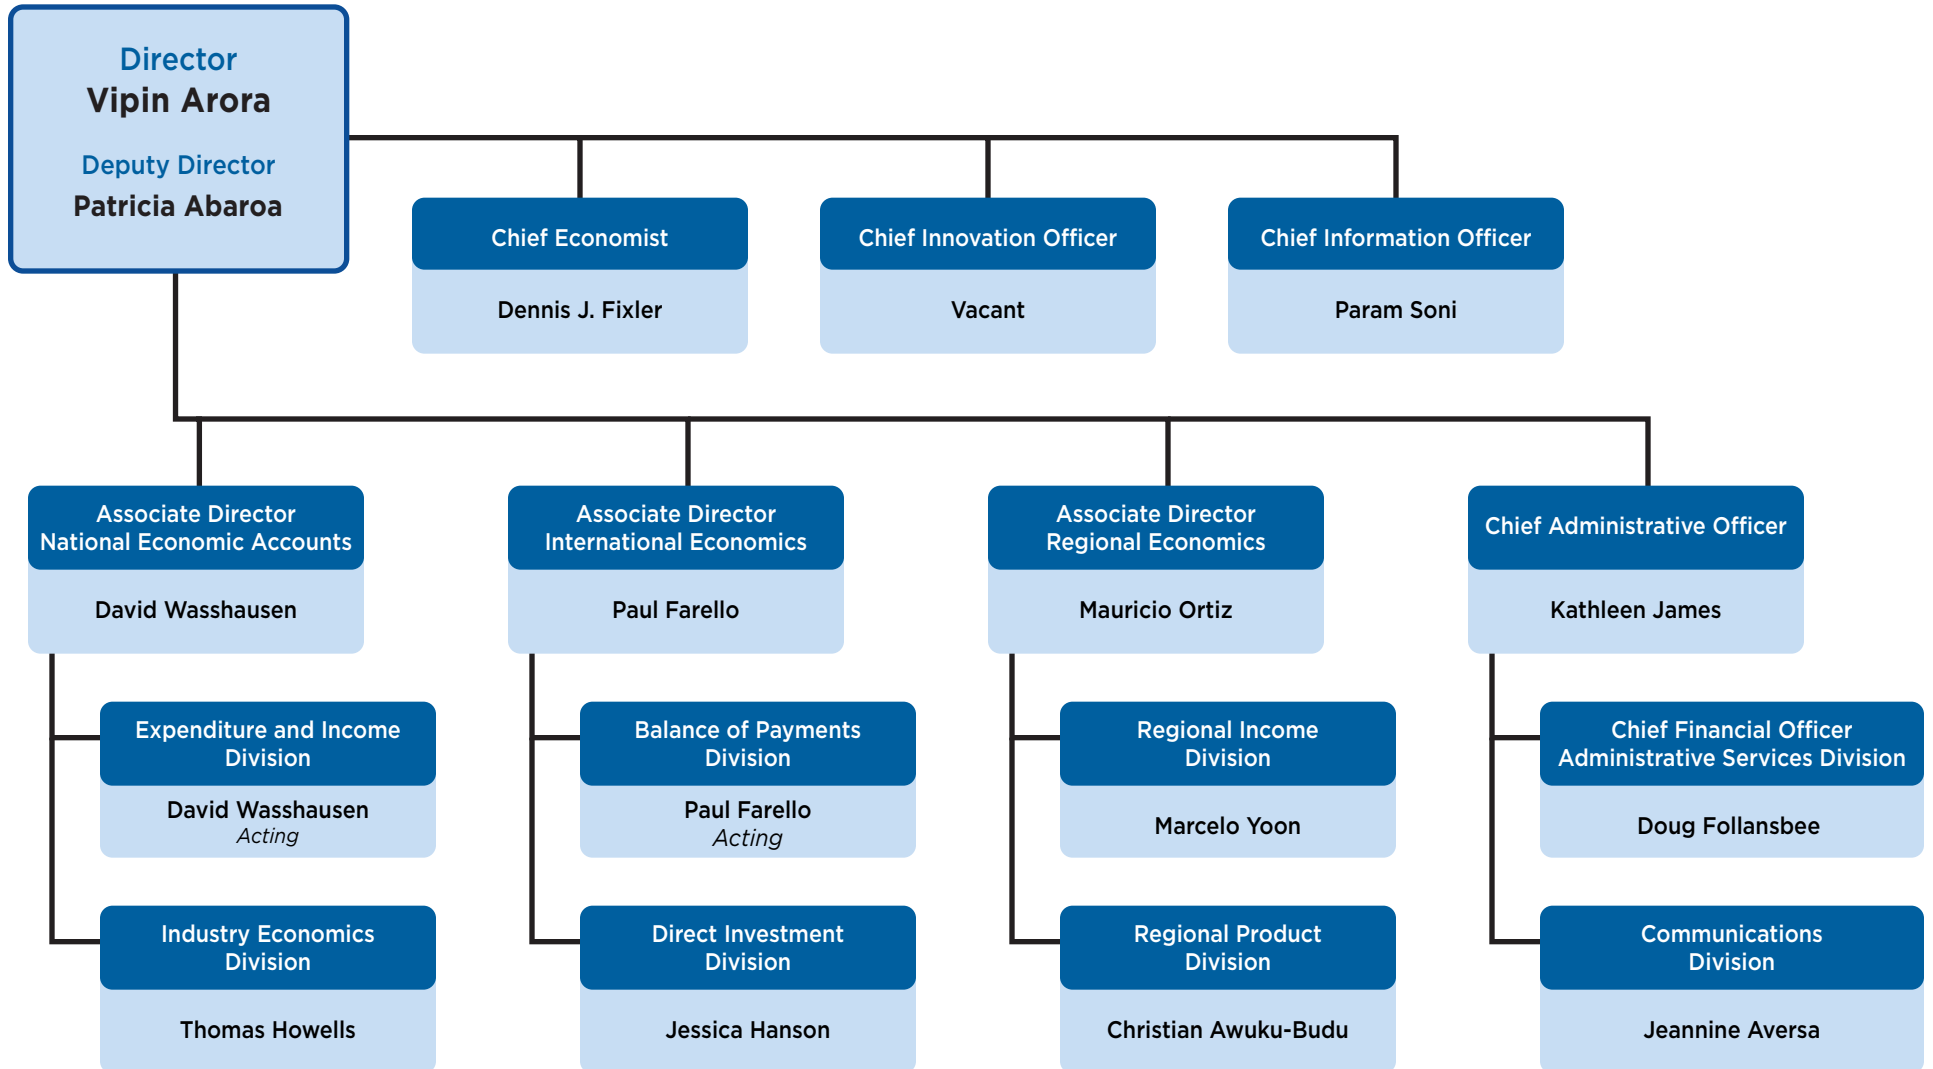 Director
Vipin Arora
Deputy Director
Patricia Abaroa
Chief Economist
Dennis J. Fixler
Chief Innovation Officer
Vacant
Chief Information Officer
Param Soni
Associate Director
National Economic Accounts
David Wasshausen
Expenditure and Income
Division
David Wasshausen
Acting
Industry Economics
Division
Thomas Howells
Associate Director
International Economics
Paul Farello
Balance of Payments
Division
Paul Farello
Acting
Direct Investment
Division
Jessica Hanson
Associate Director
Regional Economics
Mauricio Ortiz
Regional Income
Division
Marcelo Yoon
Regional Product
Division
Christian Awuku-Budu
Chief Administrative Officer
Kathleen James
Chief Financial Officer
Administrative Services Division
Doug Follansbee
Communications
Division
Jeannine Aversa